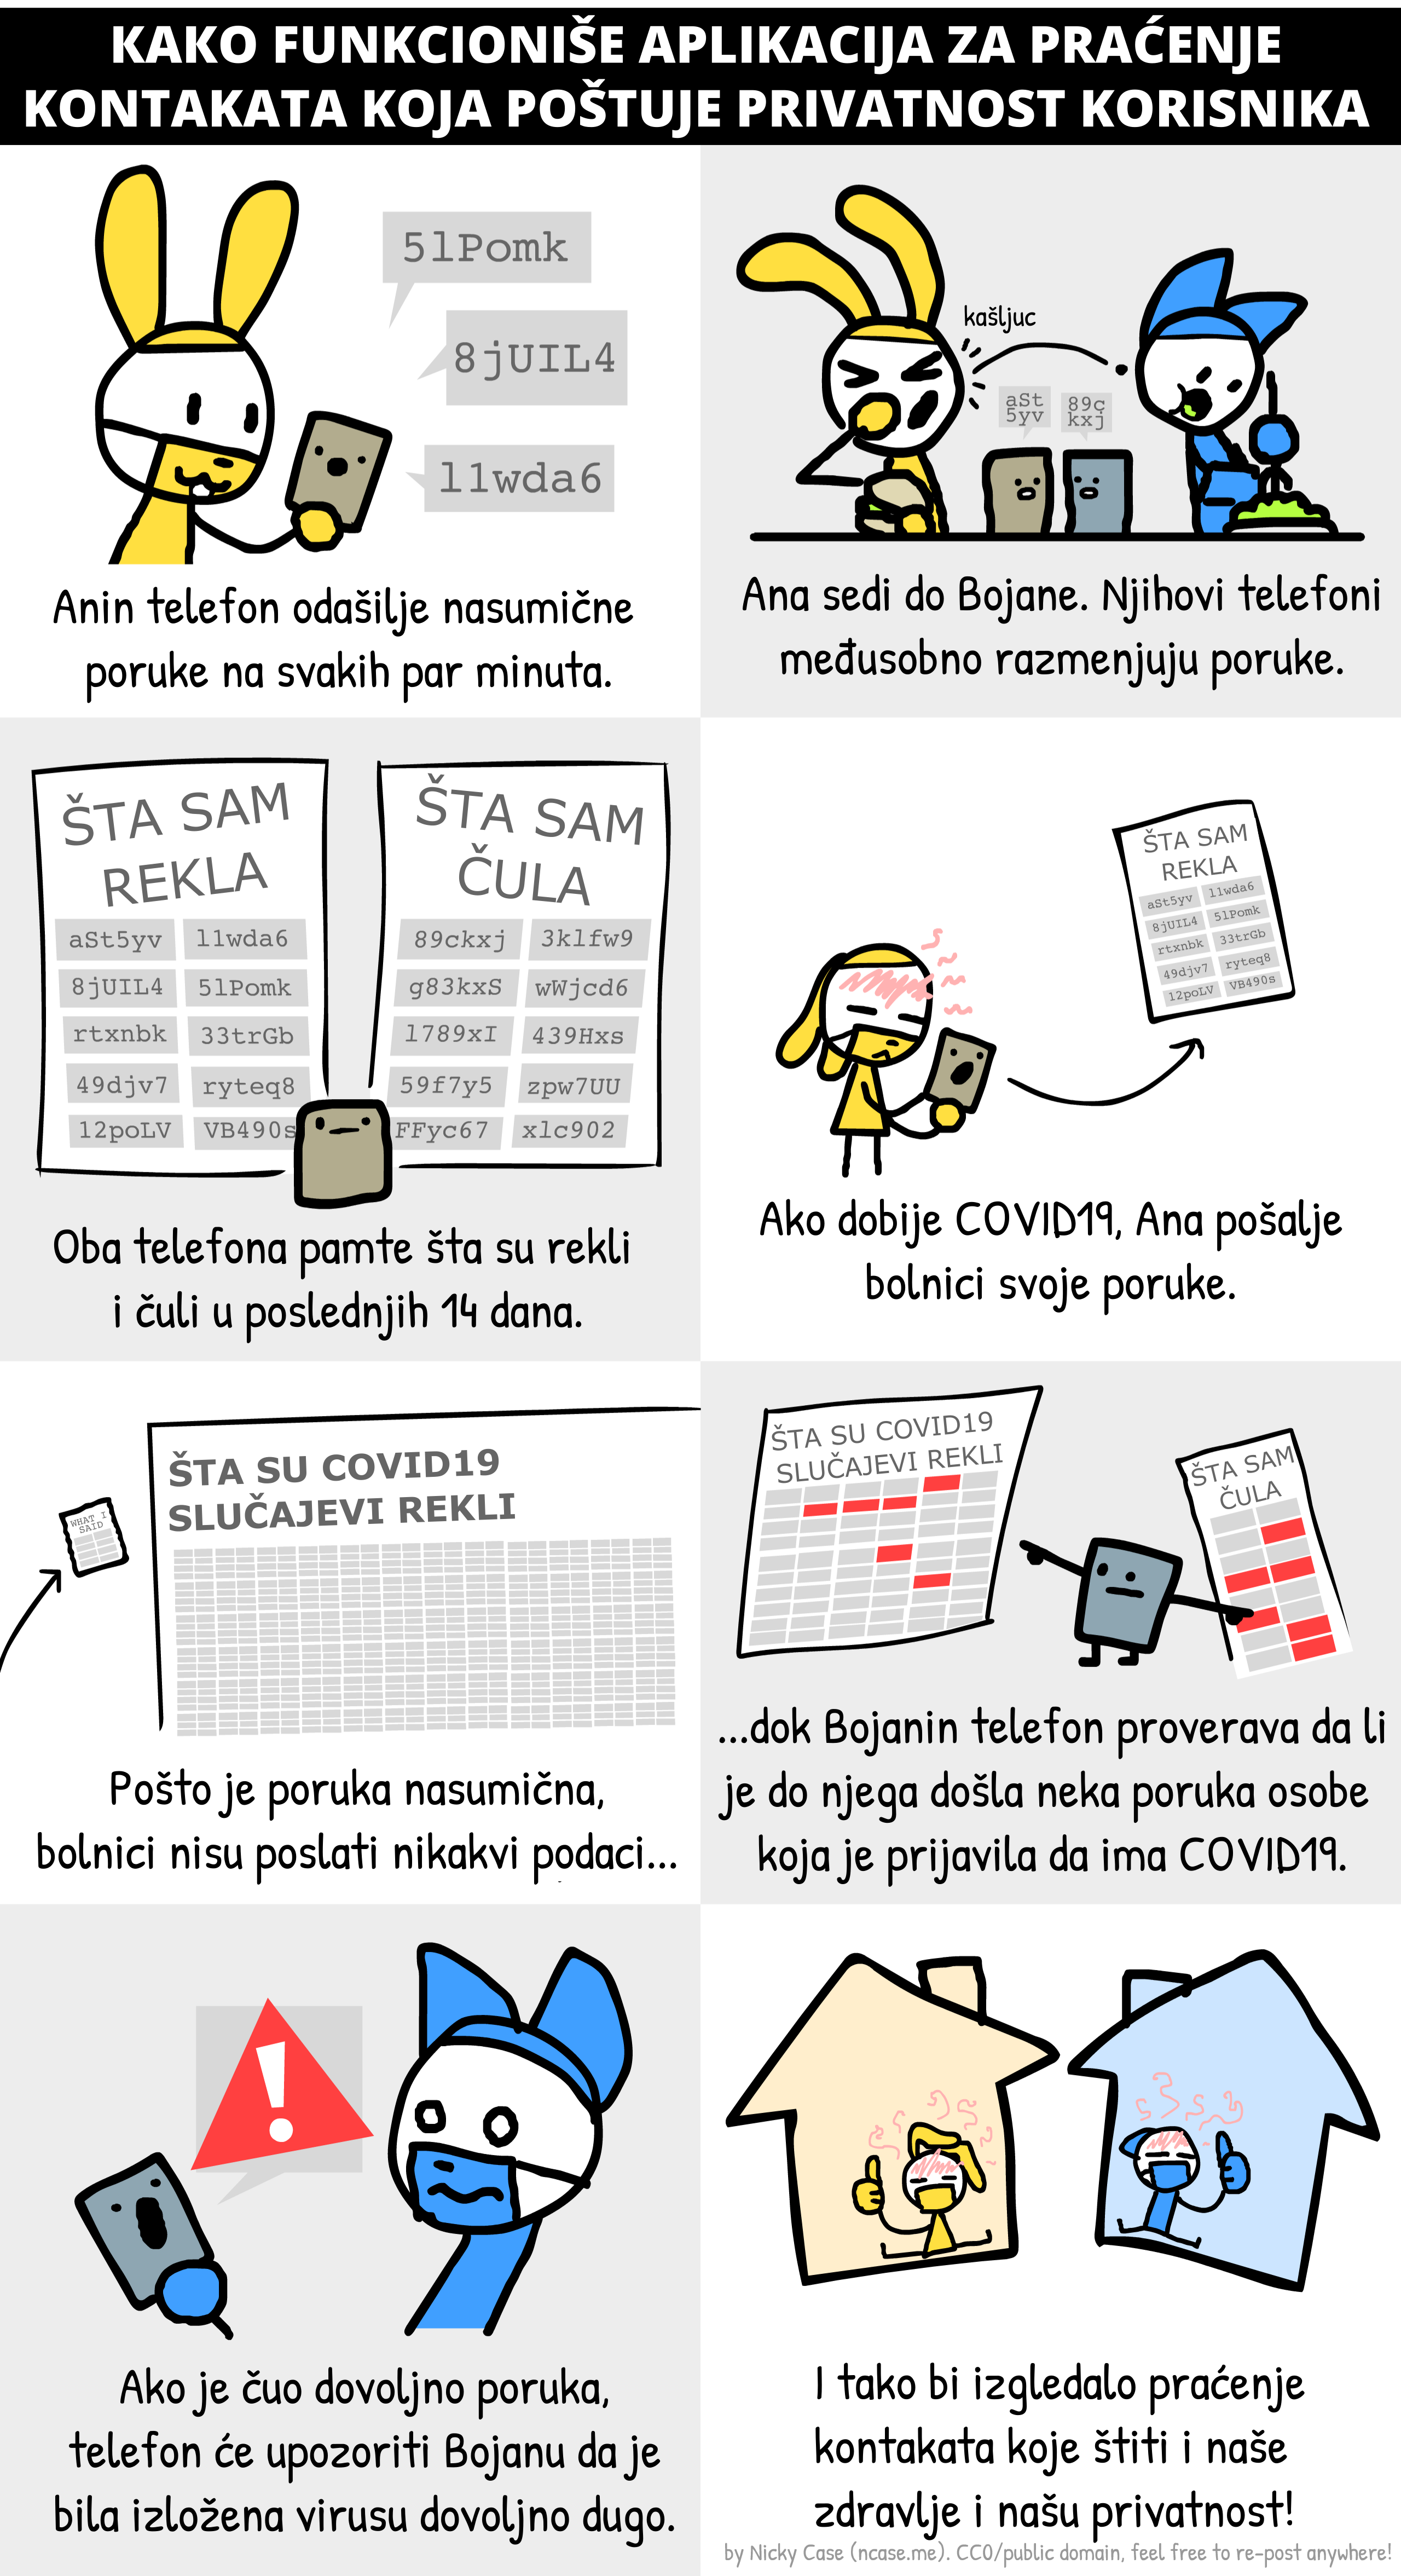 KAKO FUNKCIONIŠE APLIKACIJA ZA PRAĆENJE
KONTAKATA KOJA POŠTUJE PRIVATNOST KORISNIKA
5lPomk
8jUIL4
l1wda6
Anin telefon odašilje nasumične
poruke na svakih par minuta.
kašljuc
aSt
5yv
89c
kxj
Ana sedi do Bojane. Njihovi telefoni
međusobno razmenjuju poruke.
ŠTA SAM
REKLA
aSt5yv l1wda6
8jUIL4 5lPomk
rtxnbk 33trGb
49djv7 ryteq8
12poLV VB490s
ŠTA SAM
ČULA
89ckxj 3klfw9
g83kxS wWjcd6
l789xI 439Hxs
59f7y5 zpw7UU
FFyc67 xlc902
Oba telefona pamte šta su rekli
i čuli u poslednjih 14 dana.
ŠTA SAM
REKLA
aSt5yv l1wda6
8jUIL4 5lPomk
rtxnbk 33trGb
49djv7 ryteq8
12poLV VB490s
Ako dobije COVID19, Ana pošalje
bolnici svoje poruke.
WHAT I
SAID
ŠTA SU COVID19
SLUČAJEVI REKLI
Pošto je poruka nasumična,
bolnici nisu poslati nikakvi podaci...
ŠTA SU COVID19
SLUČAJEVI REKLI
ŠTA SAM
ČULA
...dok Bojanin telefon proverava da li
je do njega došla neka poruka osobe
koja je prijavila da ima COVID19.
!
Ako je čuo dovoljno poruka,
telefon će upozoriti Bojanu da je
bila izložena virusu dovoljno dugo.
I tako bi izgledalo praćenje
kontakata koje štiti i naše
zdravlje i našu privatnost!
by Nicky Case (ncase.me). CC0/public domain, feel free to re-post anywhere!